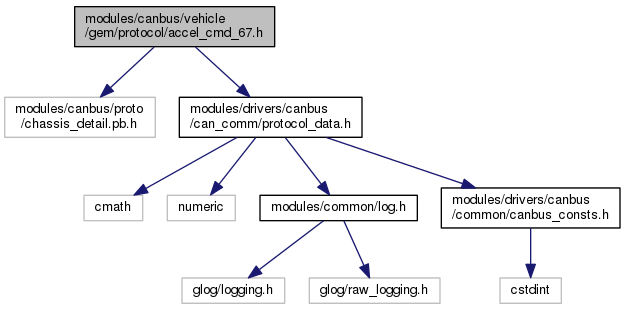 modules/canbus/vehicle
/gem/protocol/accel_cmd_67.h
modules/canbus/proto
/chassis_detail.pb.h
modules/drivers/canbus
/can_comm/protocol_data.h
cmath
numeric
modules/common/log.h
modules/drivers/canbus
/common/canbus_consts.h
glog/logging.h
glog/raw_logging.h
cstdint